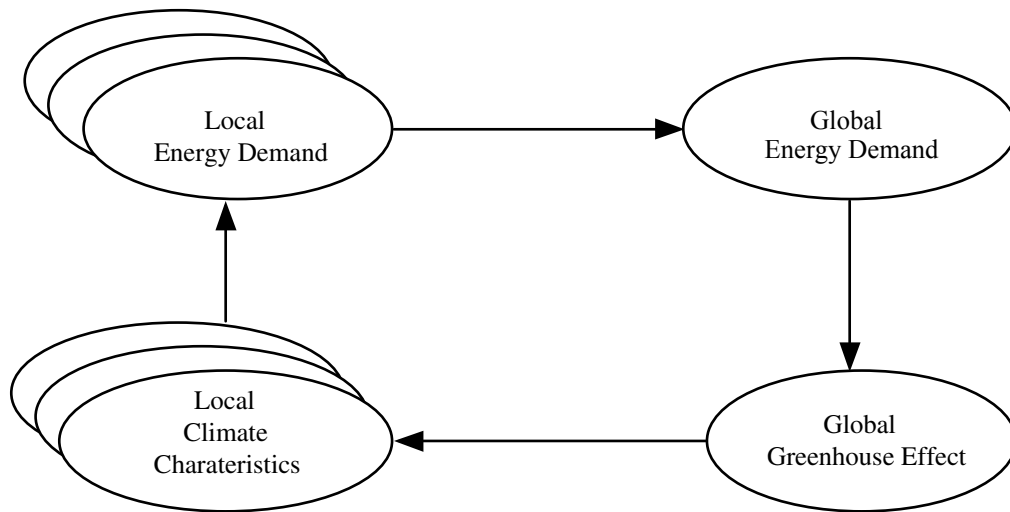 Local
Energy Demand
Global
Energy Demand
Local
Climate
Charateristics
Global
Greenhouse Effect